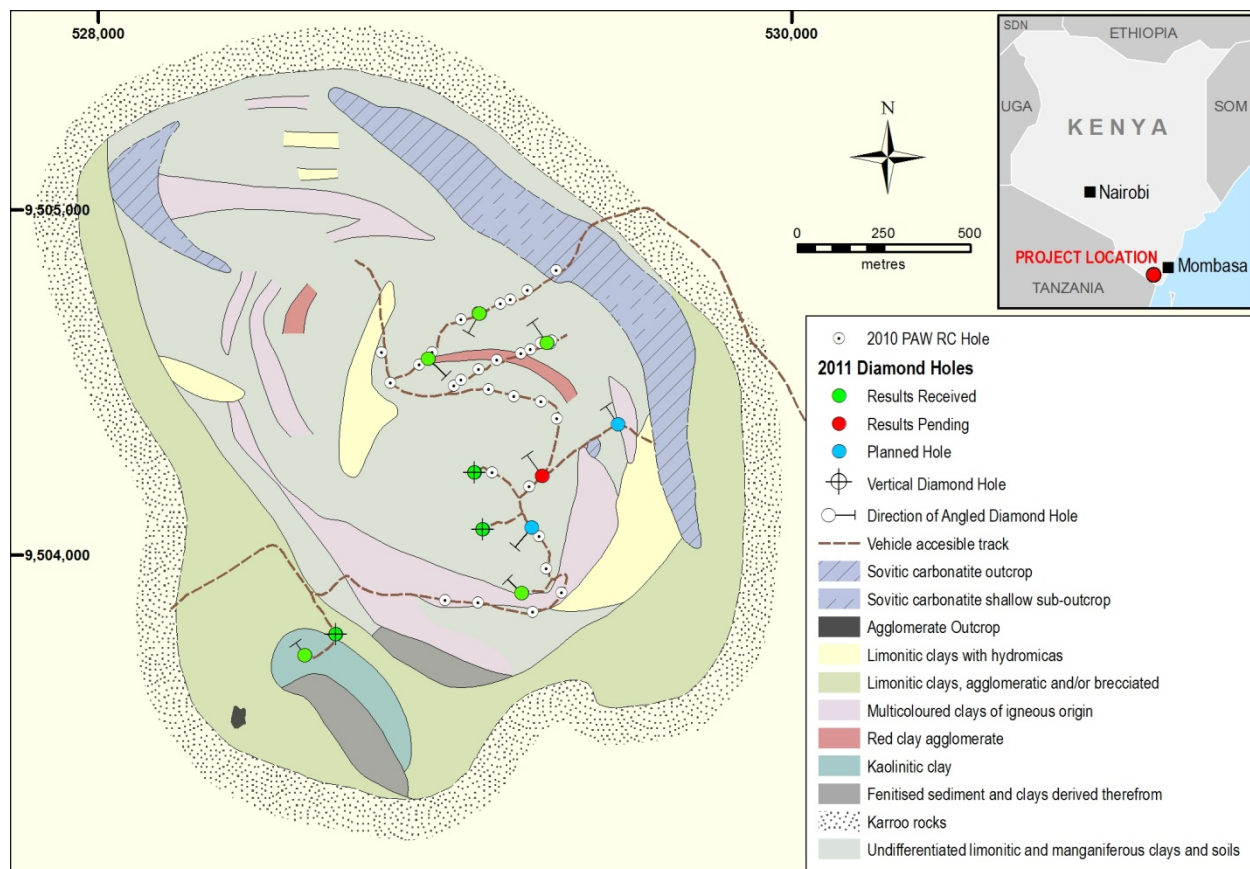 528,000
530,000
9,505,000
9,504,000
N
0 250 500
metres
SDN
ETHIOPIA
UGA
SOM
KENYA
Nairobi
PROJECT LOCATION
Mombasa
TANZANIA
2010 PAW RC Hole
2011 Diamond Holes
Results Received
Results Pending
Planned Hole
Vertical Diamond Hole
Direction of Angled Diamond Hole
Vehicle accesible track
Sovitic carbonatite outcrop
Sovitic carbonatite shallow sub-outcrop
Agglomerate Outcrop
Limonitic clays with hydromicas
Limonitic clays, agglomeratic and/or brecciated
Multicoloured clays of igneous origin
Red clay agglomerate
Kaolinitic clay
Fenitised sediment and clays derived therefrom
Karroo rocks
Undifferentiated limonitic and manganiferous clays and soils